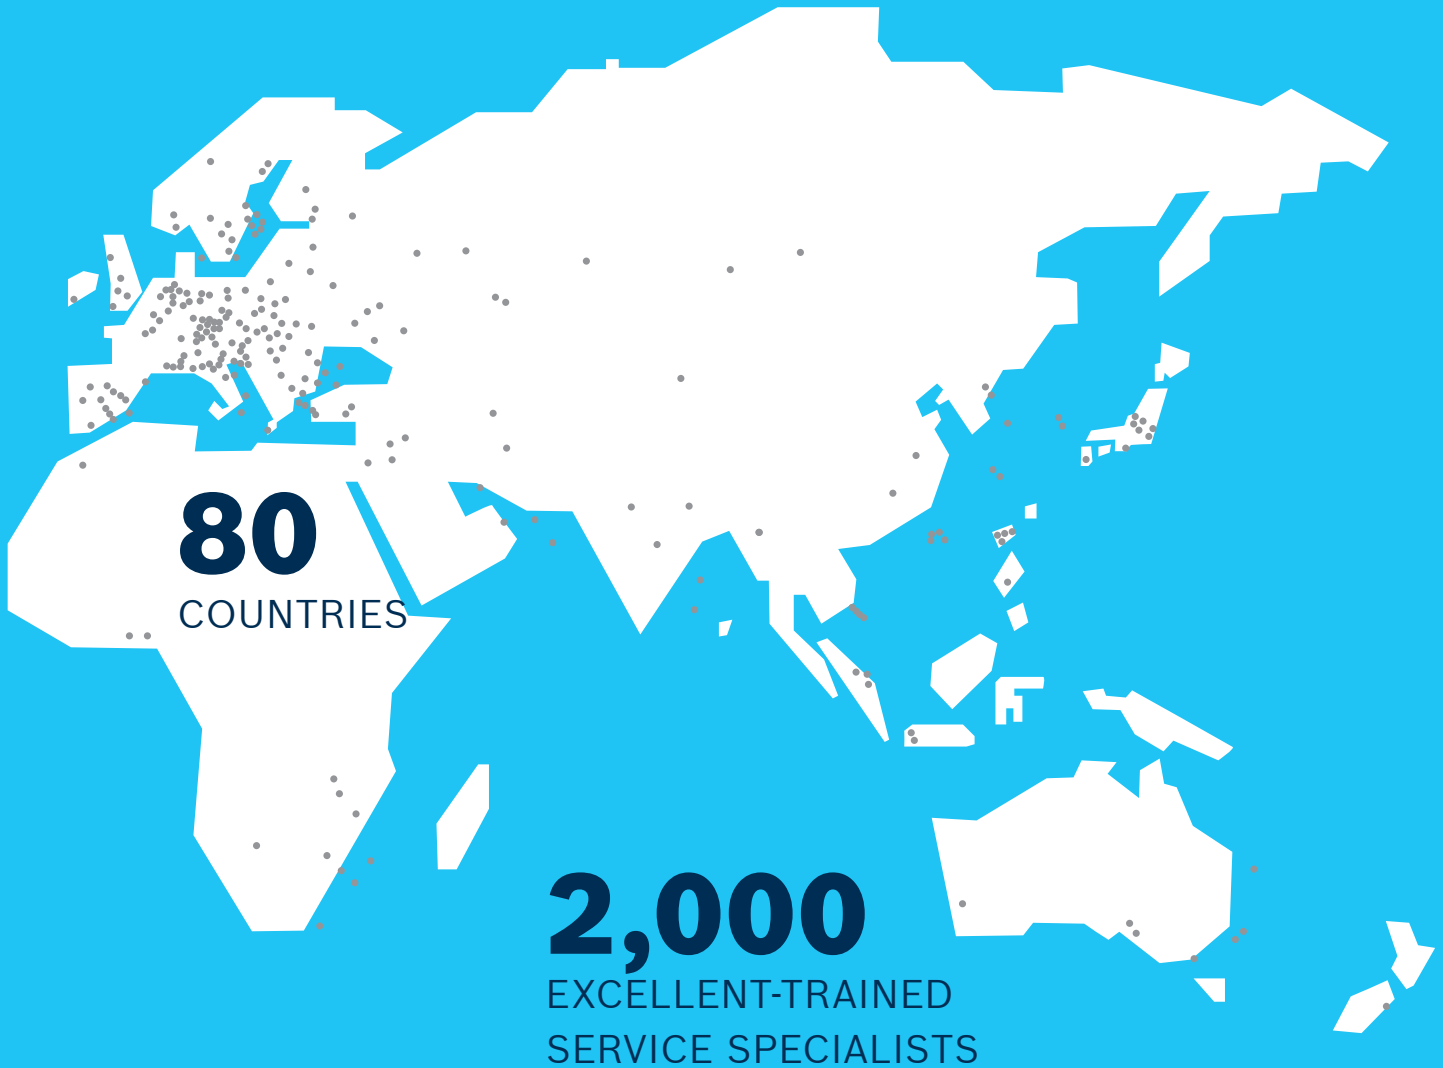 80
COUNTRIES
2,000
EXCELLENT-TRAINED
SERVICE SPECIALISTS